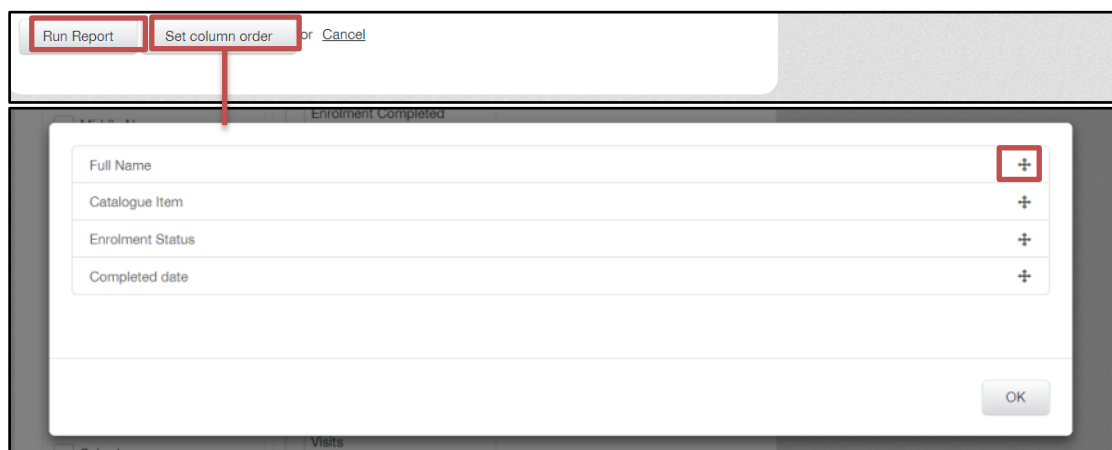 Run Report Set column order or Cancel
Enrolment Completed
Full Name
Catalogue Item
Enrolment Status
Completed date
OK
Visits